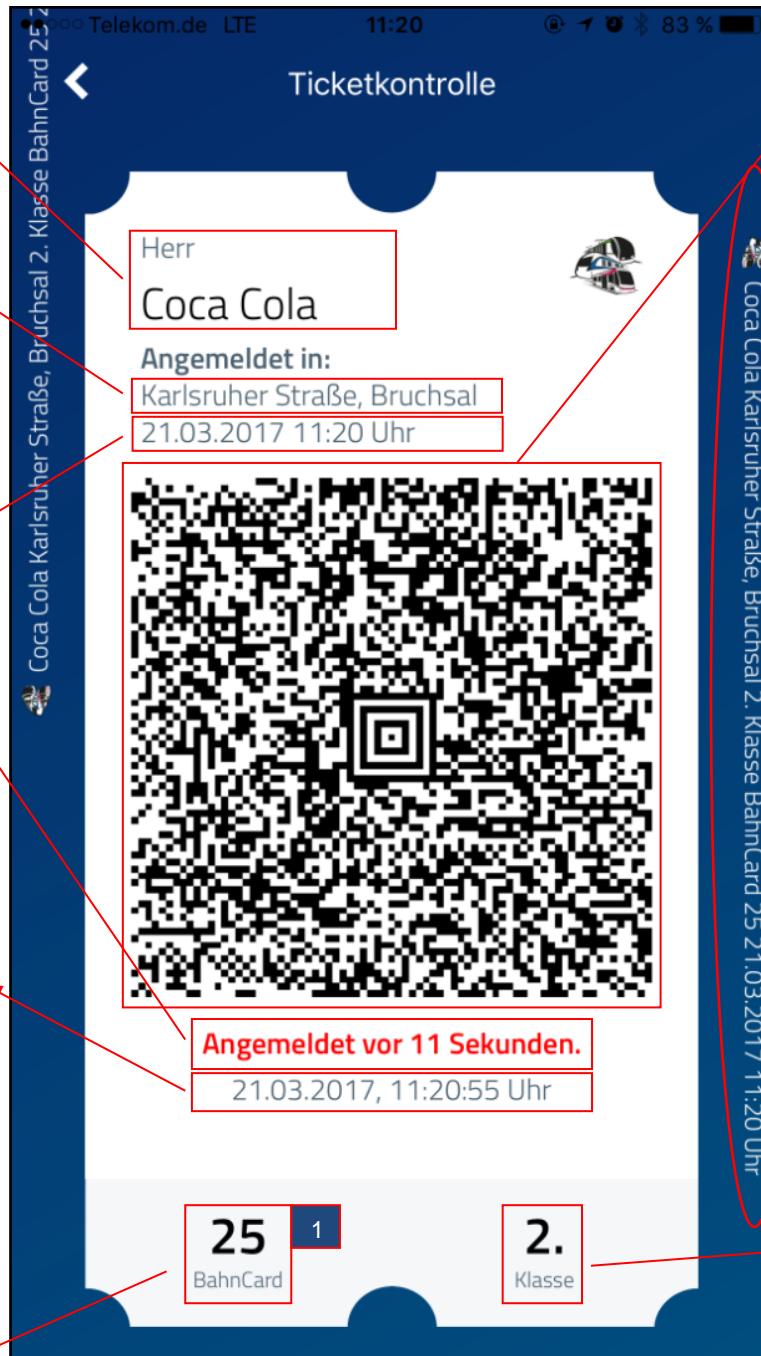 Telekom.de LTE 11:20 83 %
Ticketkontrolle
Herr
Coca Cola
Angemeldet in:
Karlsruher Straße, Bruchsal
21.03.2017 11:20 Uhr
Angemeldet vor 11 Sekunden.
21.03.2017, 11:20:55 Uhr
25 1
BahnCard
2.
Klasse
Coca Cola Karlsruher Straße, Bruchsal 2. Klasse BahnCard 25
Coca Cola Karlsruher Straße, Bruchsal 2. Klasse BahnCard 25 21.03.2017 11:20 Uhr